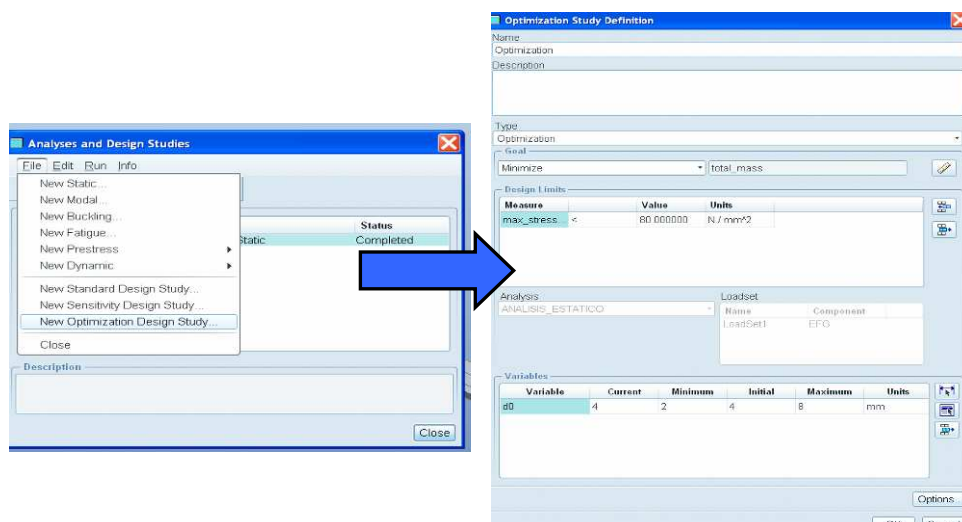 Analyses and Design Studies
File Edit Run Info
New Static...
New Modal...
New Buckling...
New Fatigue...
New Prestress
New Dynamic
New Standard Design Study...
New Sensitivity Design Study...
New Optimization Design Study...
Close
Status
Static Completed
Description
Close
Optimization Study Definition
Name
Optimization
Description
Type
Optimization
Goal
Minimize total_mass
Design Limits
Measure Value Units
max_stress... < 80.000000 N / mm^2
Analysis Loadset
ANALISIS_ESTATICO
Name Component
LoadSet1 EFG
Variables
Variable Current Minimum Initial Maximum Units
d0 4 2 4 8 mm
Options